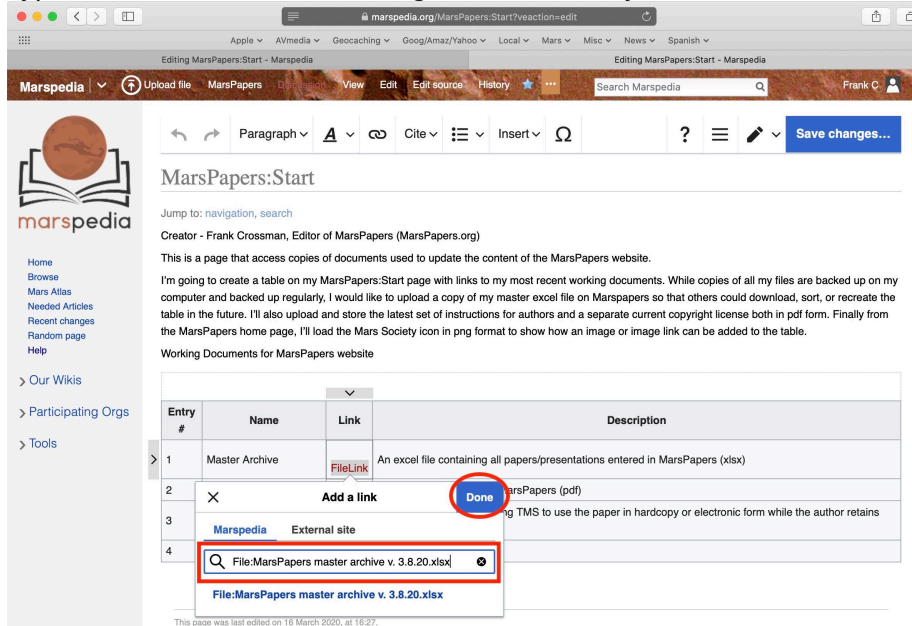 marspedia.org/MarsPapers:Start?veaction=edit
Apple AVmedia Geocaching Goog/Amaz/Yahoo Local Mars Misc News Spanish
Editing MarsPapers:Start - Marspedia Editing MarsPapers:Start - Marspedia
Marspedia Upload file MarsPapers Discussion View Edit Edit source History Search Marspedia Frank C.
Paragraph A Cite Insert Ω ? Save changes...
marspedia
Home
Browse
Mars Atlas
Needed Articles
Recent changes
Random page
Help
Our Wikis
Participating Orgs
Tools
MarsPapers:Start
Jump to: navigation, search
Creator - Frank Crossman, Editor of MarsPapers (MarsPapers.org)
This is a page that access copies of documents used to update the content of the MarsPapers website.
I'm going to create a table on my MarsPapers:Start page with links to my most recent working documents. While copies of all my files are backed up on my
computer and backed up regularly, I would like to upload a copy of my master excel file on Marspapers so that others could download, sort, or recreate the
table in the future. I'll also upload and store the latest set of instructions for authors and a separate current copyright license both in pdf form. Finally from
the MarsPapers home page, I'll load the Mars Society icon in png format to show how an image or image link can be added to the table.
Working Documents for MarsPapers website
Entry # Name Link Description
1 Master Archive FileLink An excel file containing all papers/presentations entered in MarsPapers (xlsx)
2 MarsPapers (pdf)
3 TMS to use the paper in hardcopy or electronic form while the author retains
4
Add a link Done
Marspedia External site
File:MarsPapers master archive v. 3.8.20.xlsx
File:MarsPapers master archive v. 3.8.20.xlsx
This page was last edited on 16 March 2020, at 16:27.